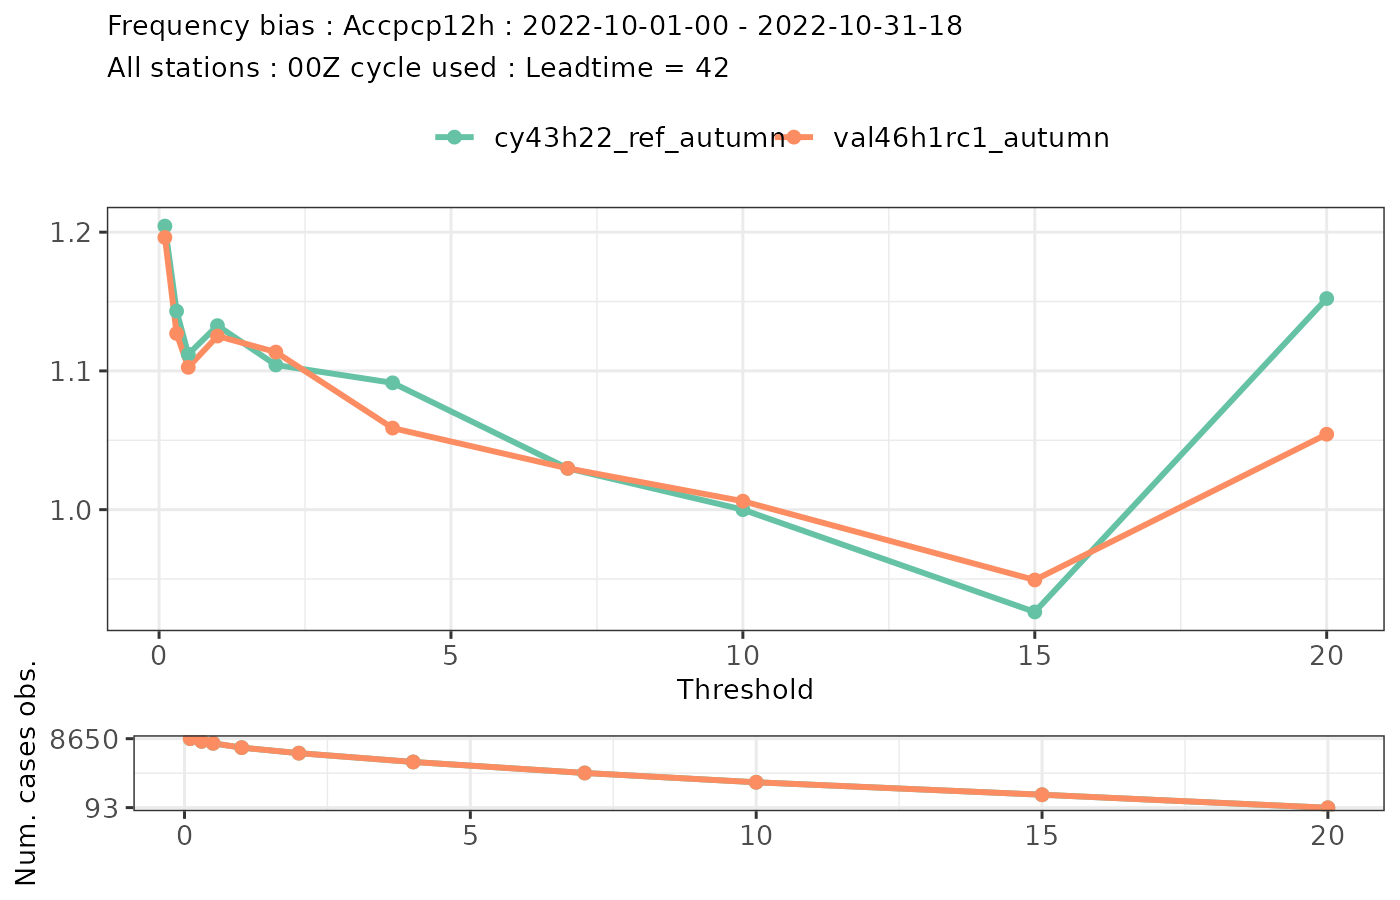 Frequency bias : Accpcp12h : 2022-10-01-00 - 2022-10-31-18
All stations : 00Z cycle used : Leadtime = 42
cy43h22_ref_autumn val46h1rc1_autumn
1.2
1.1
1.0
0 5 10 15 20
Threshold
Num. cases obs.
8650
93
0 5 10 15 20